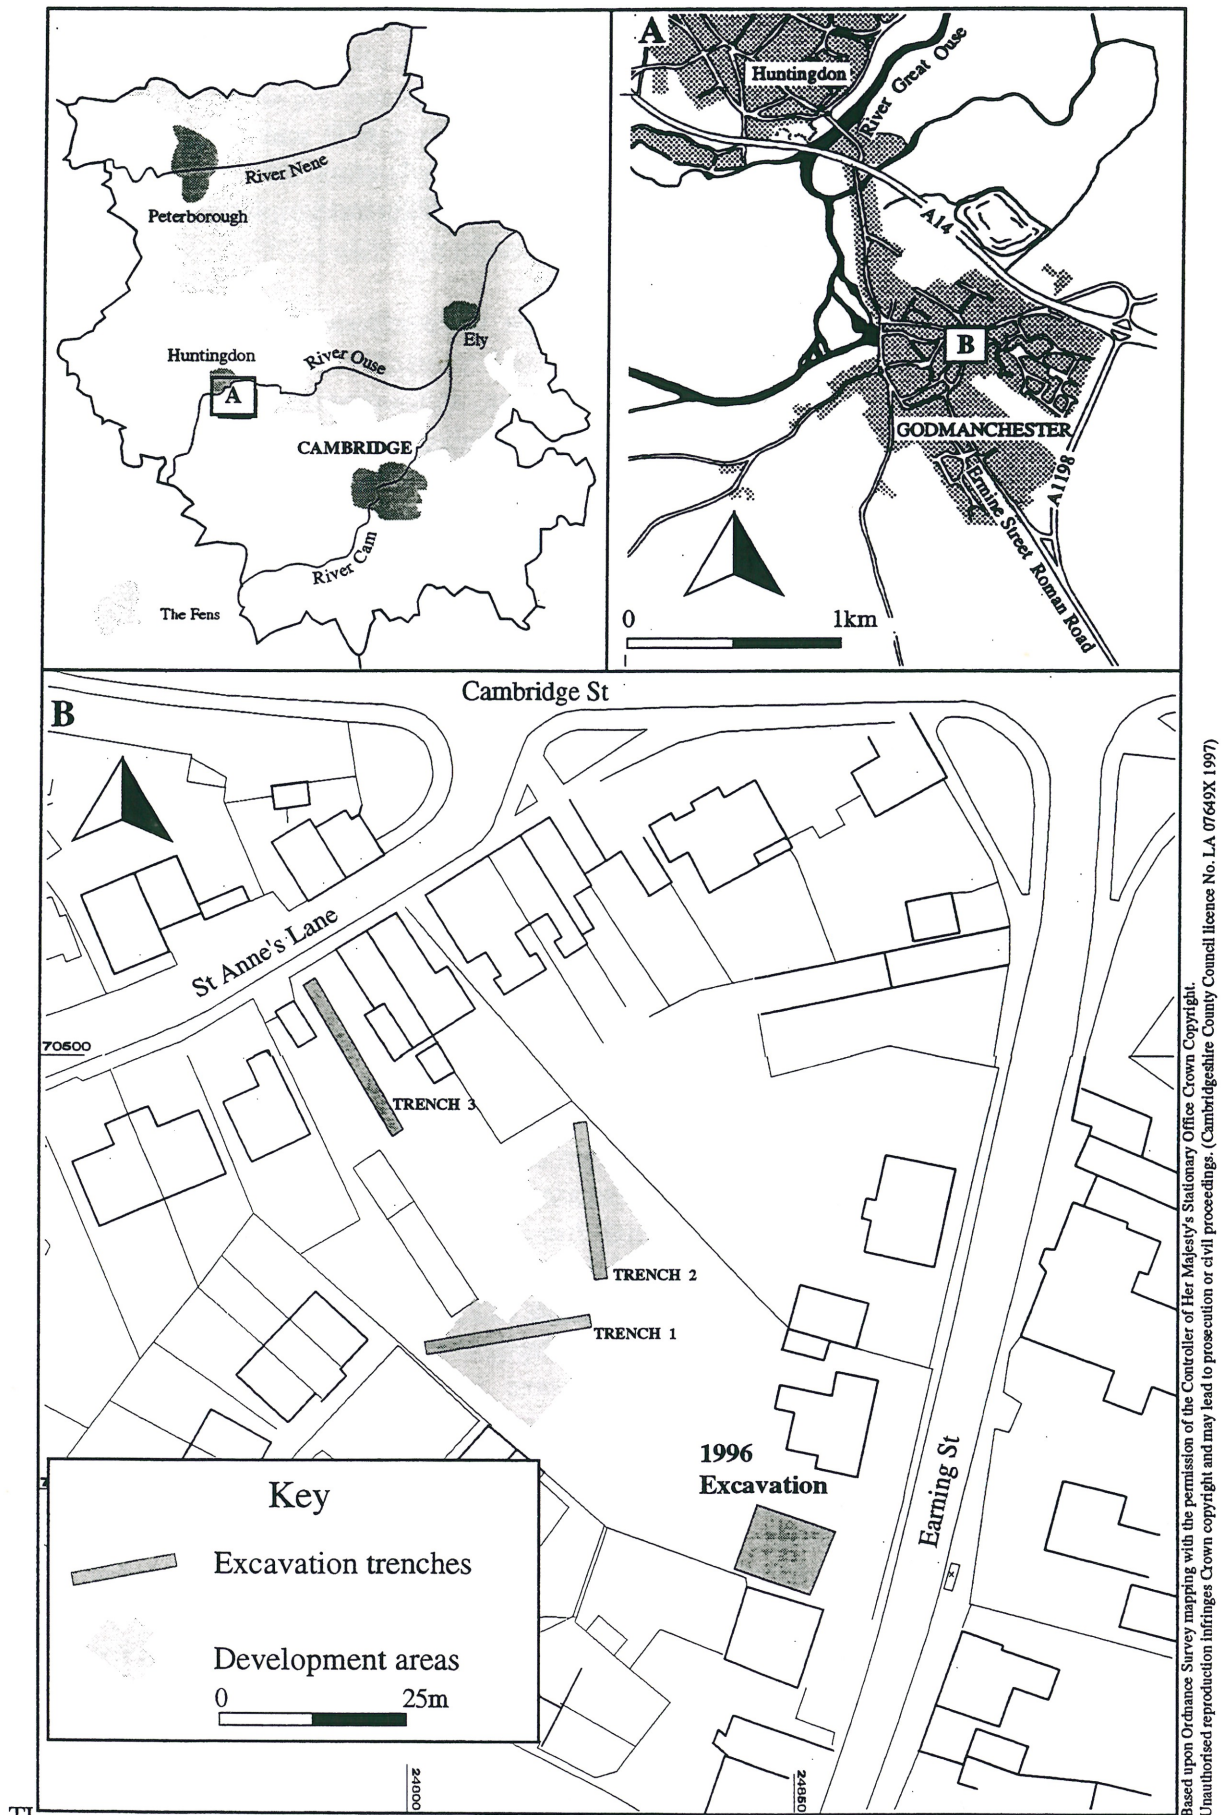 River Nene
Peterborough
Huntingdon
River Ouse
Ely
A
CAMBRIDGE
River Cam
The Fens
A
Huntingdon
River Great Ouse
A14
B
GODMANCHESTER
A1198
Ermine Street Roman Road
0 1km
B
Cambridge St
St Anne's Lane
70500
TRENCH 3
TRENCH 2
TRENCH 1
1996
Excavation
Earning St
Key
Excavation trenches
Development areas
0 25m
24800
24850
Based upon Ordnance Survey mapping with the permission of the Controller of Her Majesty's Stationary Office Crown Copyright.
Unauthorised reproduction infringes Crown copyright and may lead to prosecution or civil proceedings. (Cambridgeshire County Council licence No. LA 07649X 1997)